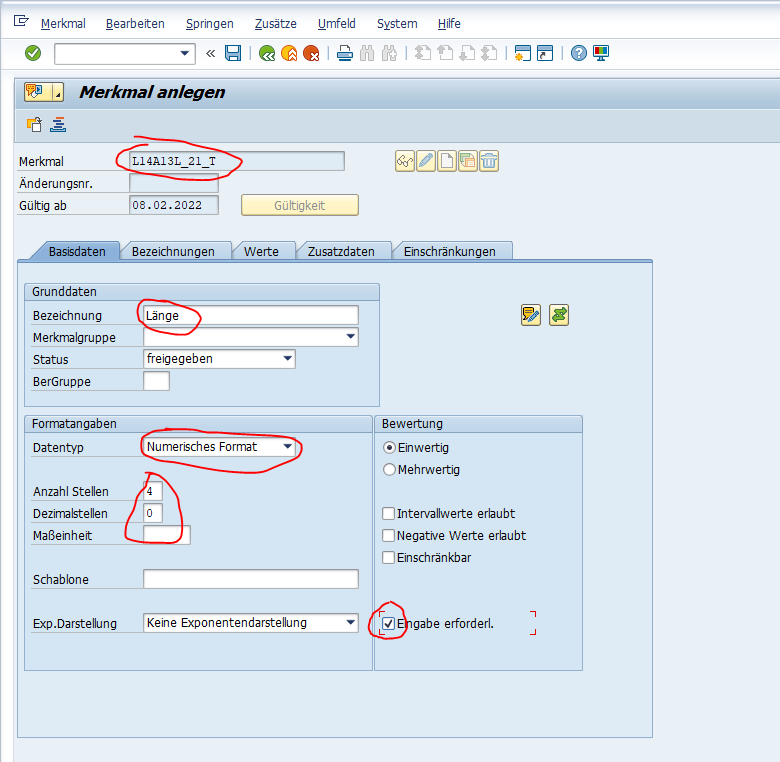 Merkmal Bearbeiten Springen Zusätze Umfeld System Hilfe
Merkmal anlegen
Merkmal L14A13L_21_T
Änderungsnr.
Gültig ab 08.02.2022 Gültigkeit
Basisdaten Bezeichnungen Werte Zusatzdaten Einschränkungen
Grunddaten
Bezeichnung Länge
Merkmalgruppe
Status freigegeben
BerGruppe
Formatangaben
Datentyp Numerisches Format
Anzahl Stellen 4
Dezimalstellen 0
Maßeinheit
Schablone
Exp.Darstellung Keine Exponentendarstellung
Bewertung
Einwertig
Mehrwertig
Intervallwerte erlaubt
Negative Werte erlaubt
Einschränkbar
Eingabe erforderl.